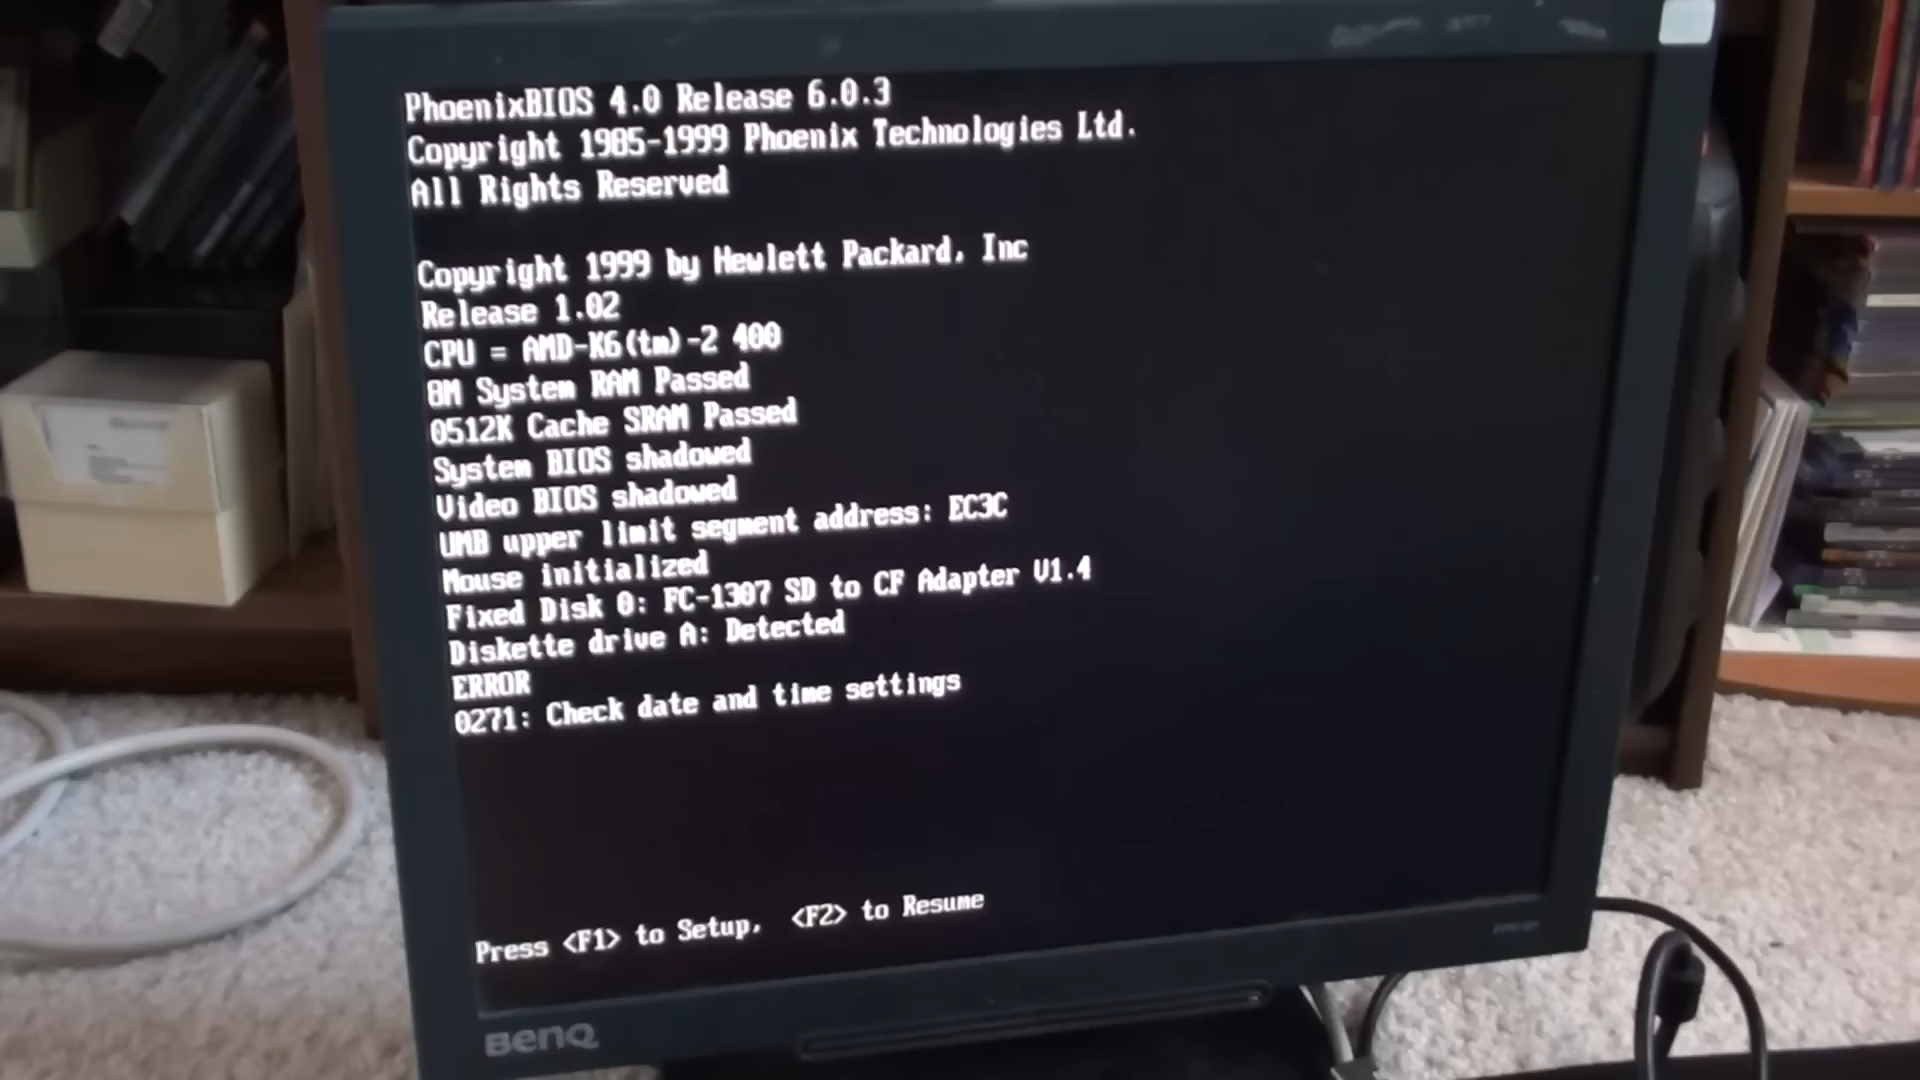 PhoenixBIOS 4.0 Release 6.0.3
Copyright 1985-1999 Phoenix Technologies Ltd.
All Rights Reserved
Copyright 1999 by Hewlett Packard, Inc
Release 1.02
CPU = AMD-K6(tm)-2 400
8M System RAM Passed
0512K Cache SRAM Passed
System BIOS shadowed
Video BIOS shadowed
UMB upper limit segment address: EC3C
Mouse initialized
Fixed Disk 0: FC-1307 SD to CF Adapter V1.4
Diskette drive A: Detected
ERROR
0271: Check date and time settings
Press <F1> to Setup, <F2> to Resume
BenQ